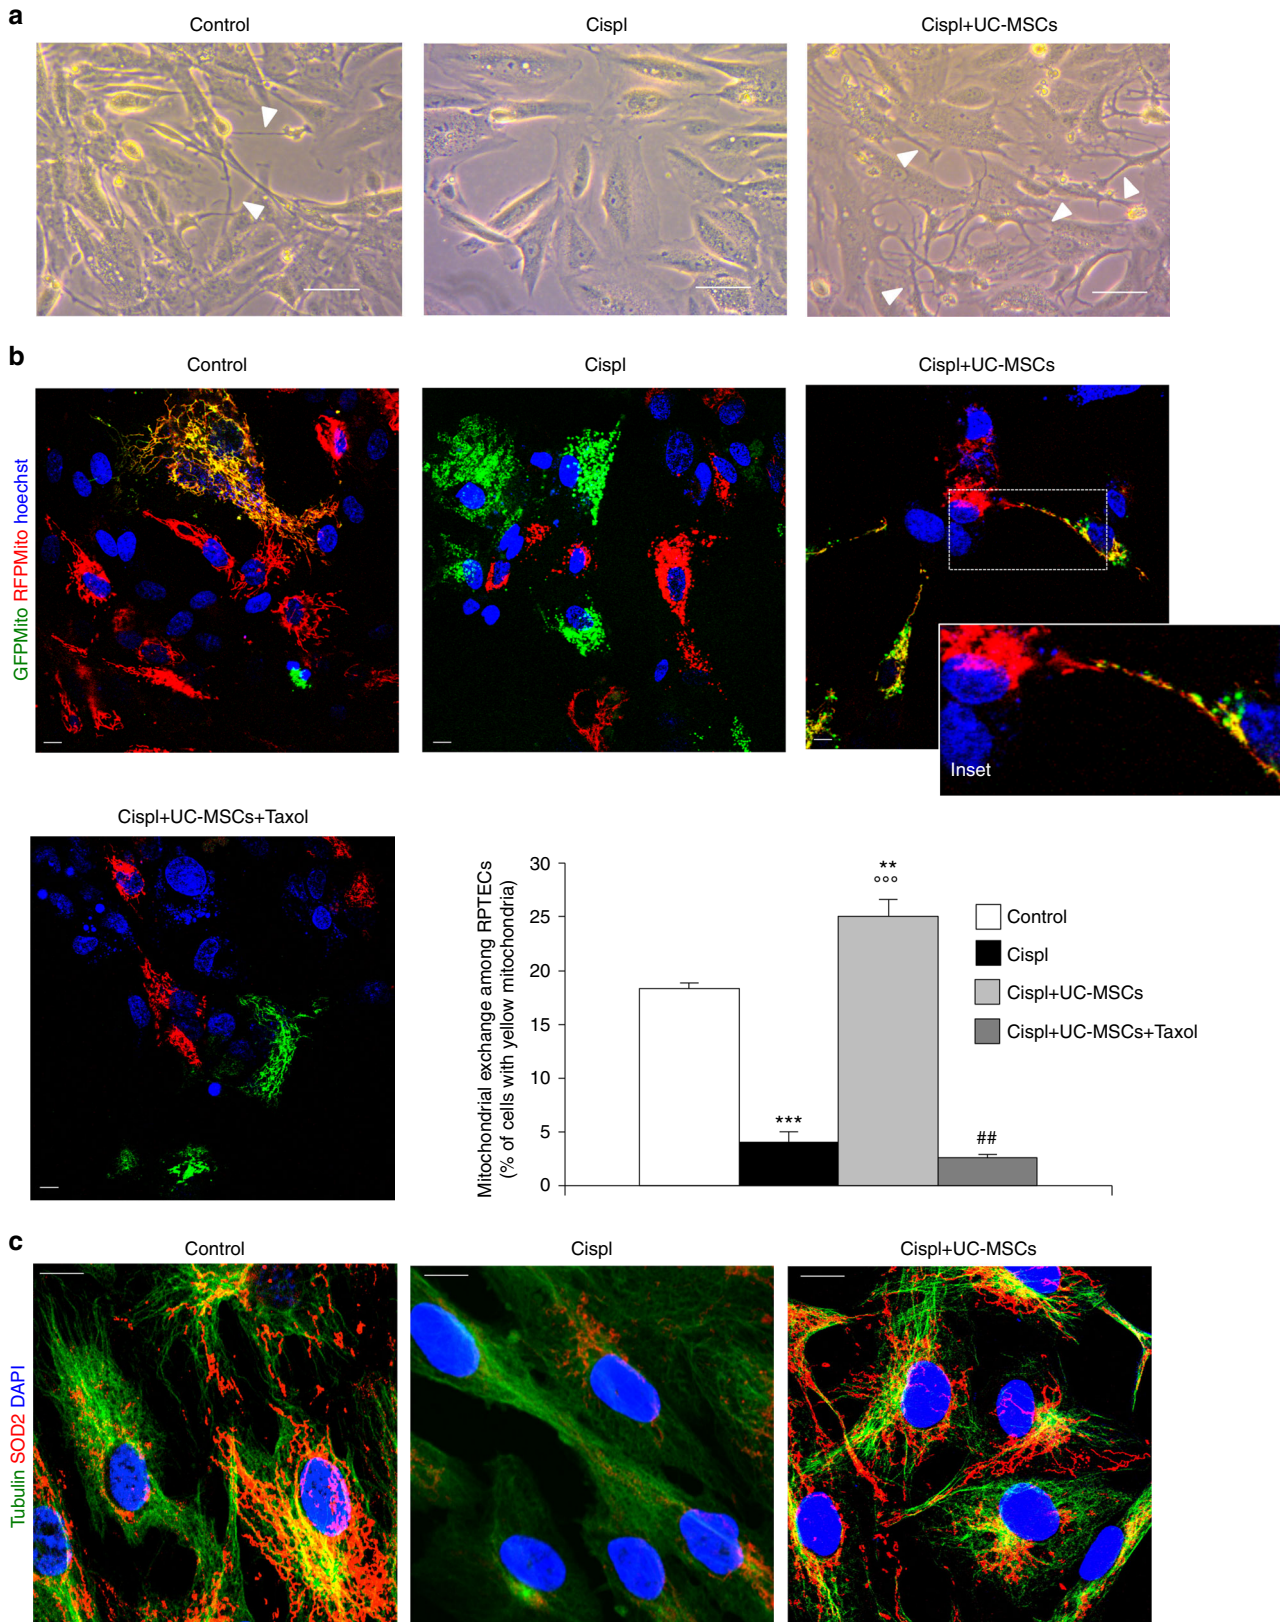 a
Control
Cispl
Cispl+UC-MSCs
b
Control
Cispl
Cispl+UC-MSCs
GFPMito RFPMito hoechst
Inset
Cispl+UC-MSCs+Taxol
Mitochondrial exchange among RPTECs
(% of cells with yellow mitochondria)
30
25
20
15
10
5
0
***
**
°°°
##
Control
Cispl
Cispl+UC-MSCs
Cispl+UC-MSCs+Taxol
c
Control
Cispl
Cispl+UC-MSCs
Tubulin SOD2 DAPI